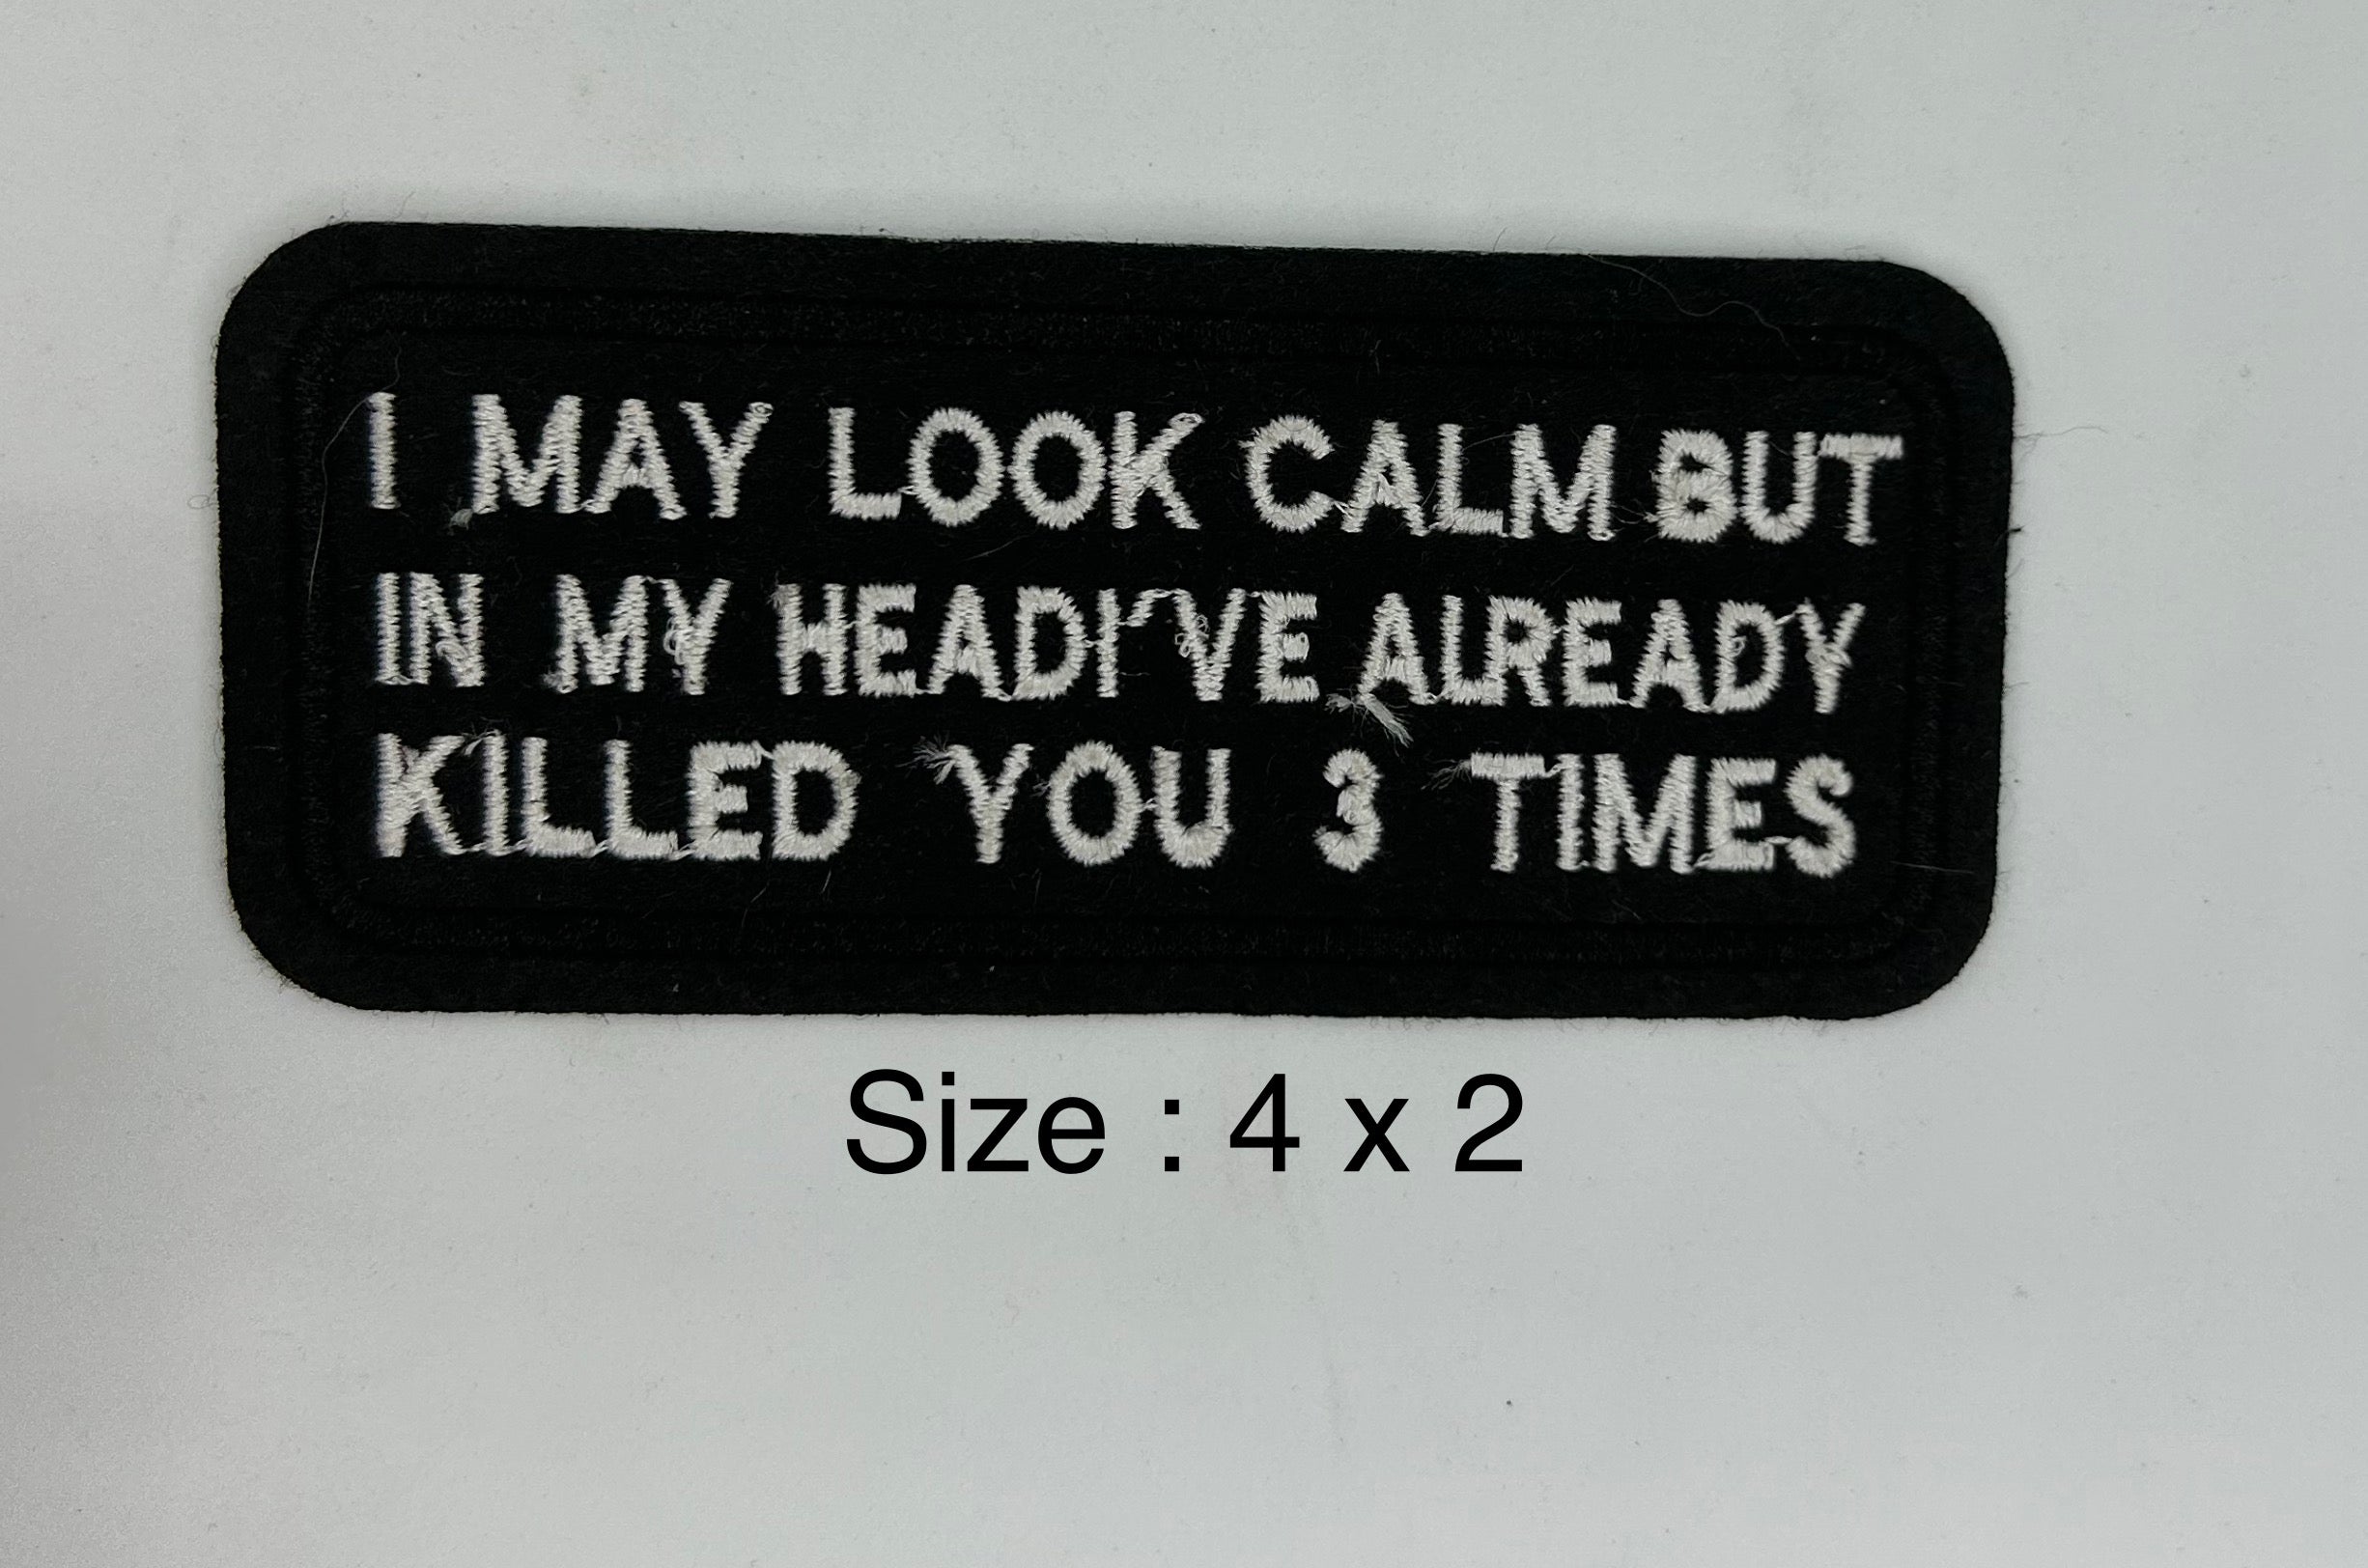 I MAY LOOK CALM BUT
IN MY HEADI'VE ALREADY
KILLED YOU 3 TIMES
Size : 4 x 2